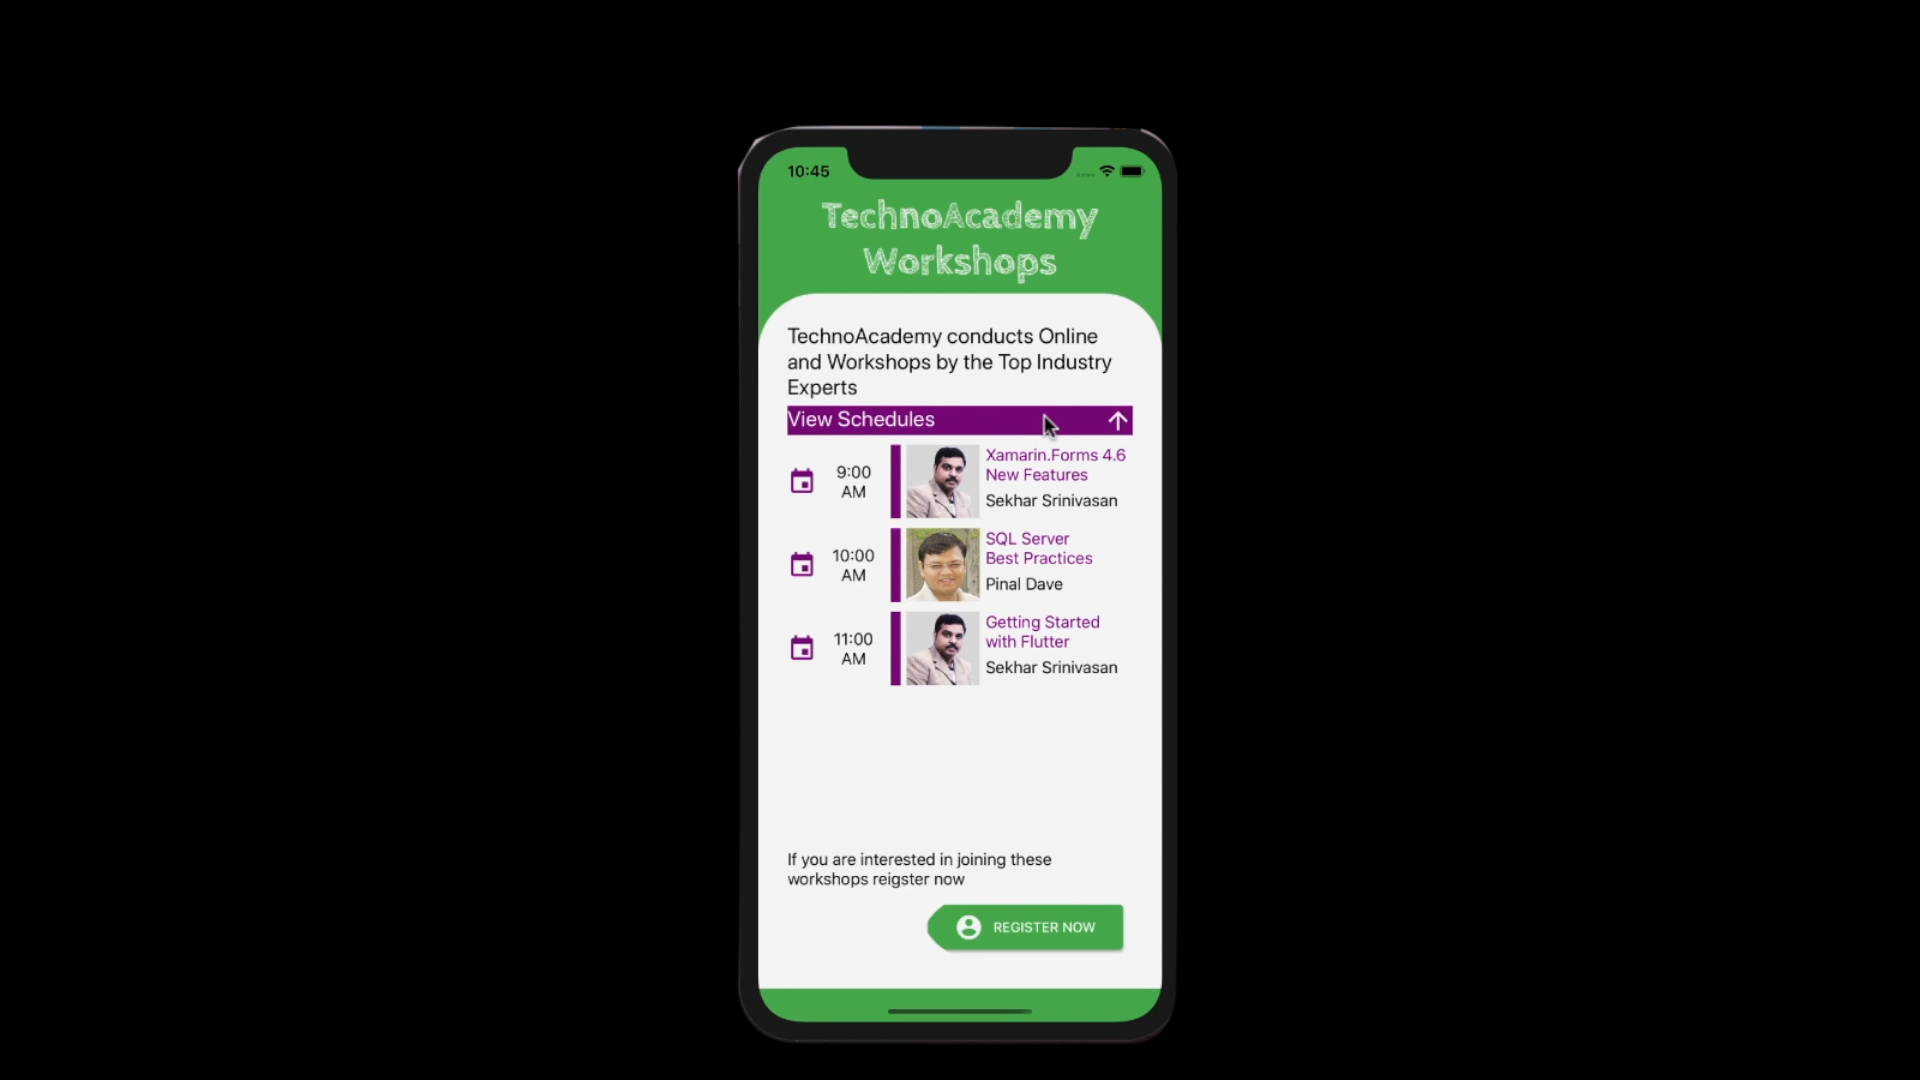 10:45
TechnoAcademy
Workshops
TechnoAcademy conducts Online
and Workshops by the Top Industry
Experts
View Schedules
9:00
AM
Xamarin.Forms 4.6
New Features
Sekhar Srinivasan
10:00
AM
SQL Server
Best Practices
Pinal Dave
11:00
AM
Getting Started
with Flutter
Sekhar Srinivasan
If you are interested in joining these
workshops reigster now
REGISTER NOW